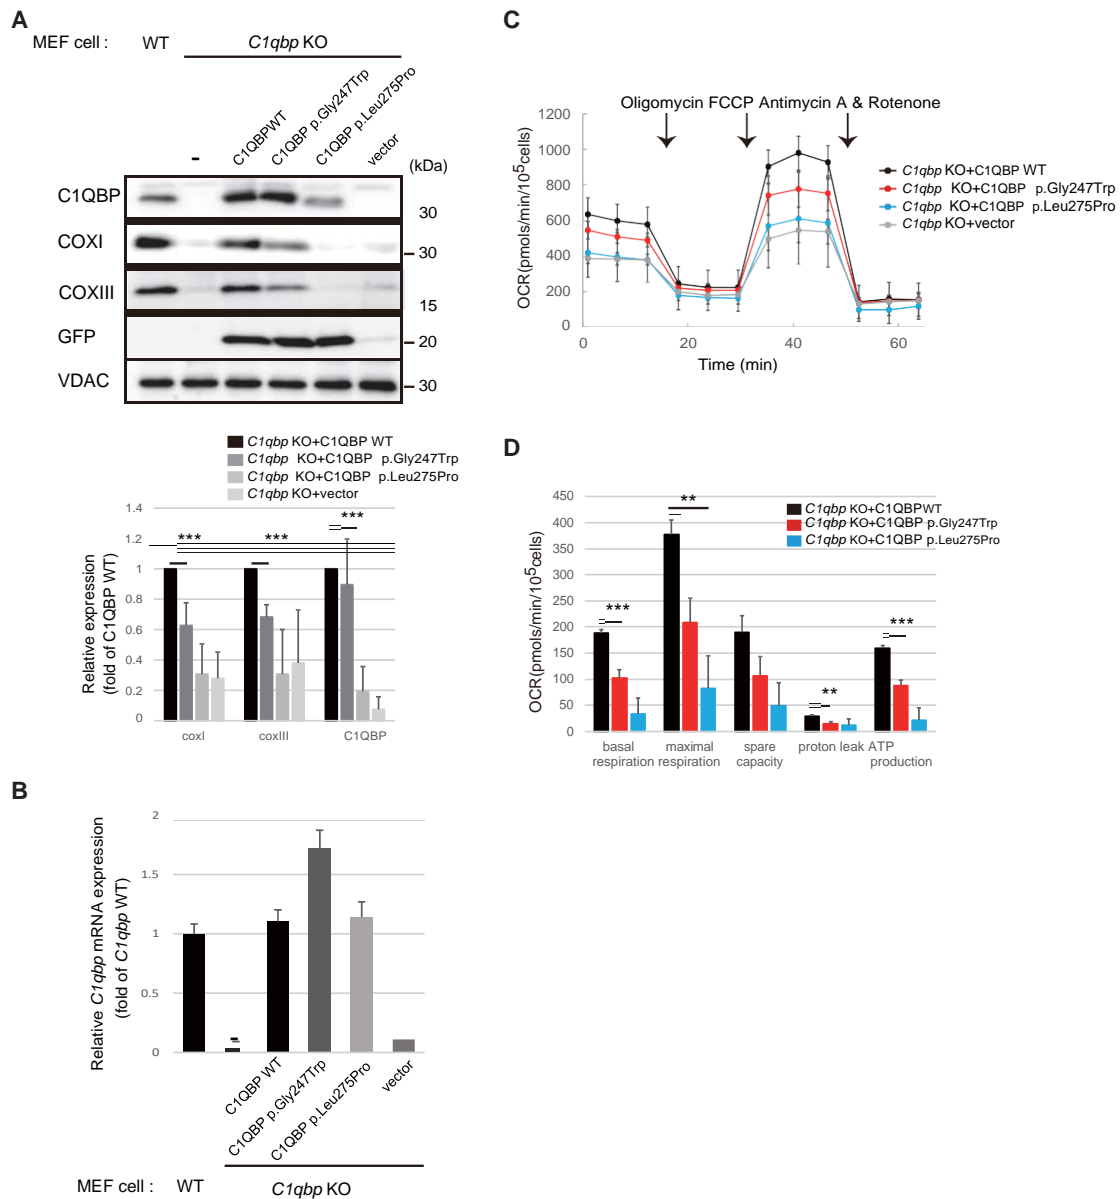 A
MEF cell : WT C1qbp KO
- C1QBPWT C1QBP p.Gly247Trp C1QBP p.Leu275Pro vector
(kDa)
C1QBP 30
COXI 30
COXIII 15
GFP 20
VDAC 30
C1qbp KO+C1QBP WT
C1qbp KO+C1QBP p.Gly247Trp
C1qbp KO+C1QBP p.Leu275Pro
C1qbp KO+vector
Relative expression
(fold of C1QBP WT)
1.4
1.2
1
0.8
0.6
0.4
0.2
0
*** *** ***
coxI coxIII C1QBP
B
Relative C1qbp mRNA expression
(fold of C1qbp WT)
2
1.5
1
0.5
0
- C1QBP WT C1QBP p.Gly247Trp C1QBP p.Leu275Pro vector
MEF cell : WT C1qbp KO
C
Oligomycin FCCP Antimycin A & Rotenone
OCR(pmols/min/105cells)
1200
1000
800
600
400
200
0
0 20 40 60
Time (min)
C1qbp KO+C1QBP WT
C1qbp KO+C1QBP p.Gly247Trp
C1qbp KO+C1QBP p.Leu275Pro
C1qbp KO+vector
D
OCR(pmols/min/105cells)
450
400
350
300
250
200
150
100
50
0
*** ** ** ***
C1qbp KO+C1QBPWT
C1qbp KO+C1QBP p.Gly247Trp
C1qbp KO+C1QBP p.Leu275Pro
basal maximal spare proton leak ATP
respiration respiration capacity production